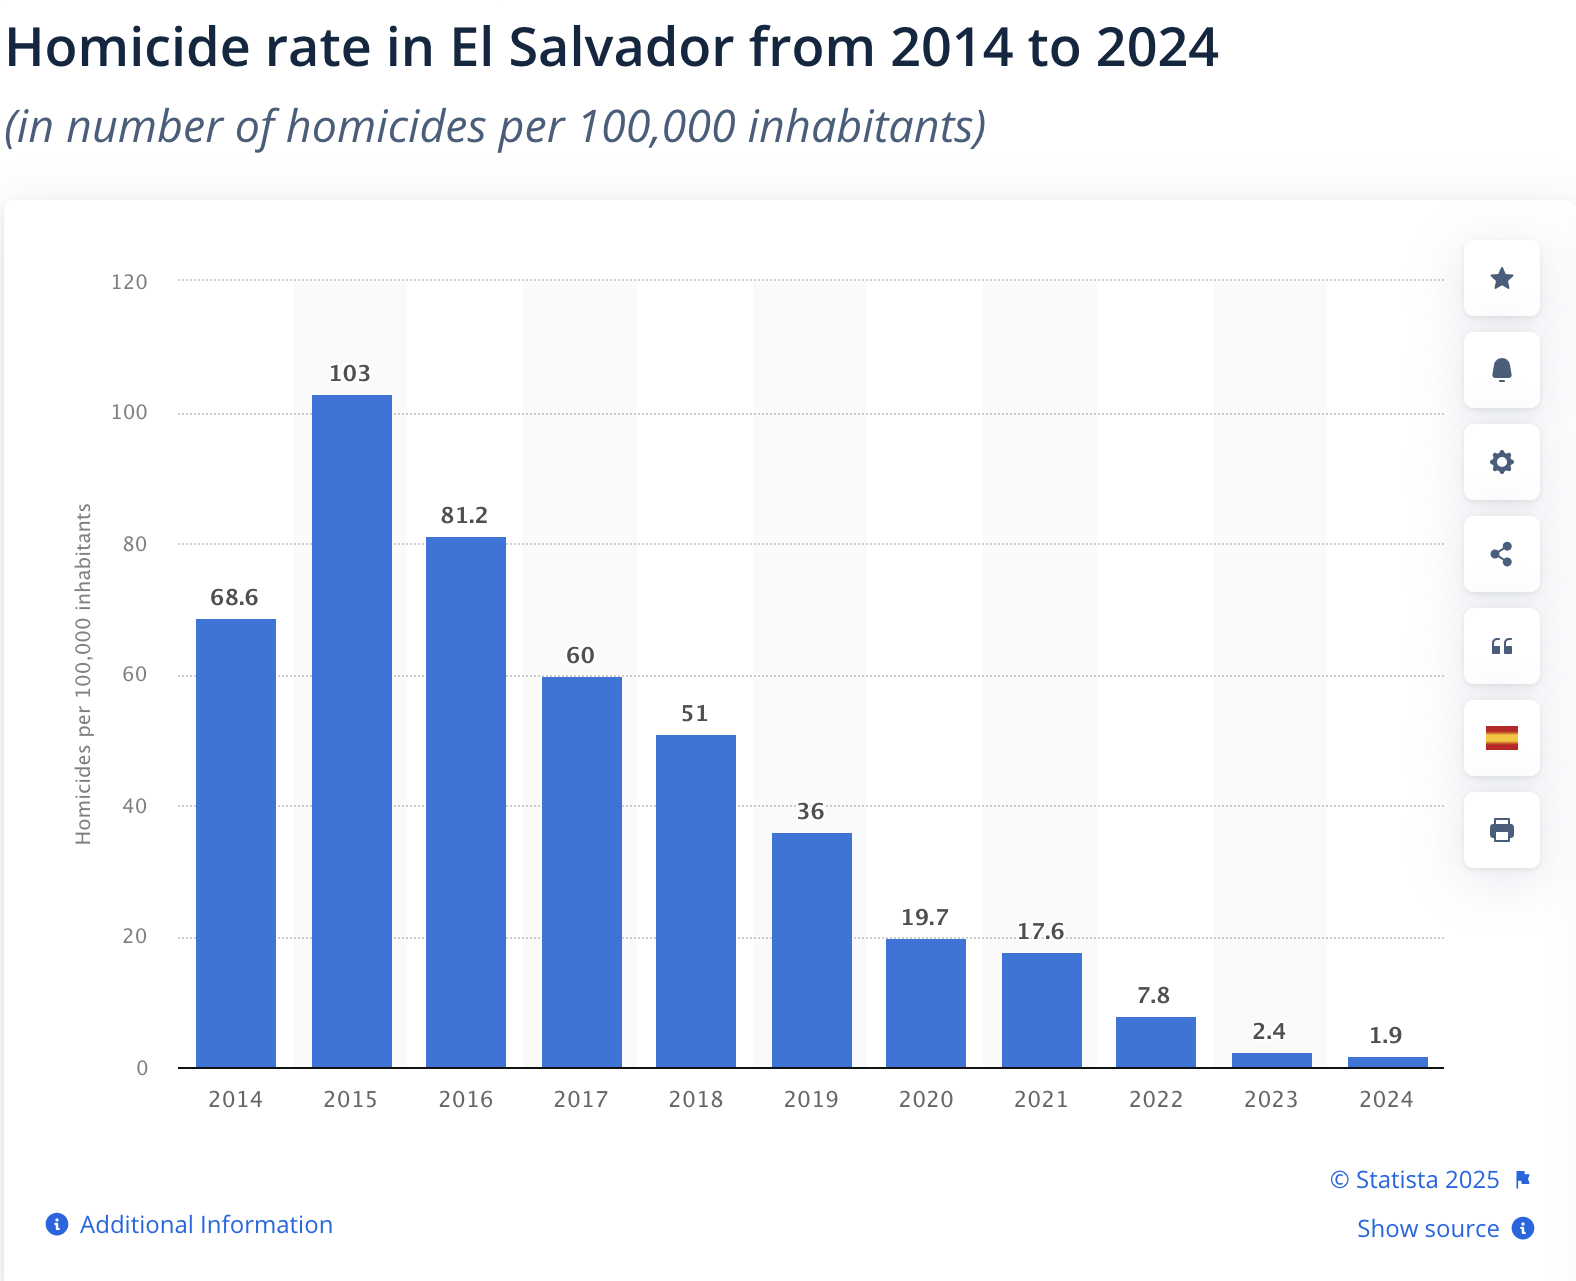 Homicide rate in El Salvador from 2014 to 2024
(in number of homicides per 100,000 inhabitants)
Homicides per 100,000 inhabitants
120
100
80
60
40
20
0
68.6
103
81.2
60
51
36
19.7
17.6
7.8
2.4
1.9
2014 2015 2016 2017 2018 2019 2020 2021 2022 2023 2024
© Statista 2025
Additional Information
Show source